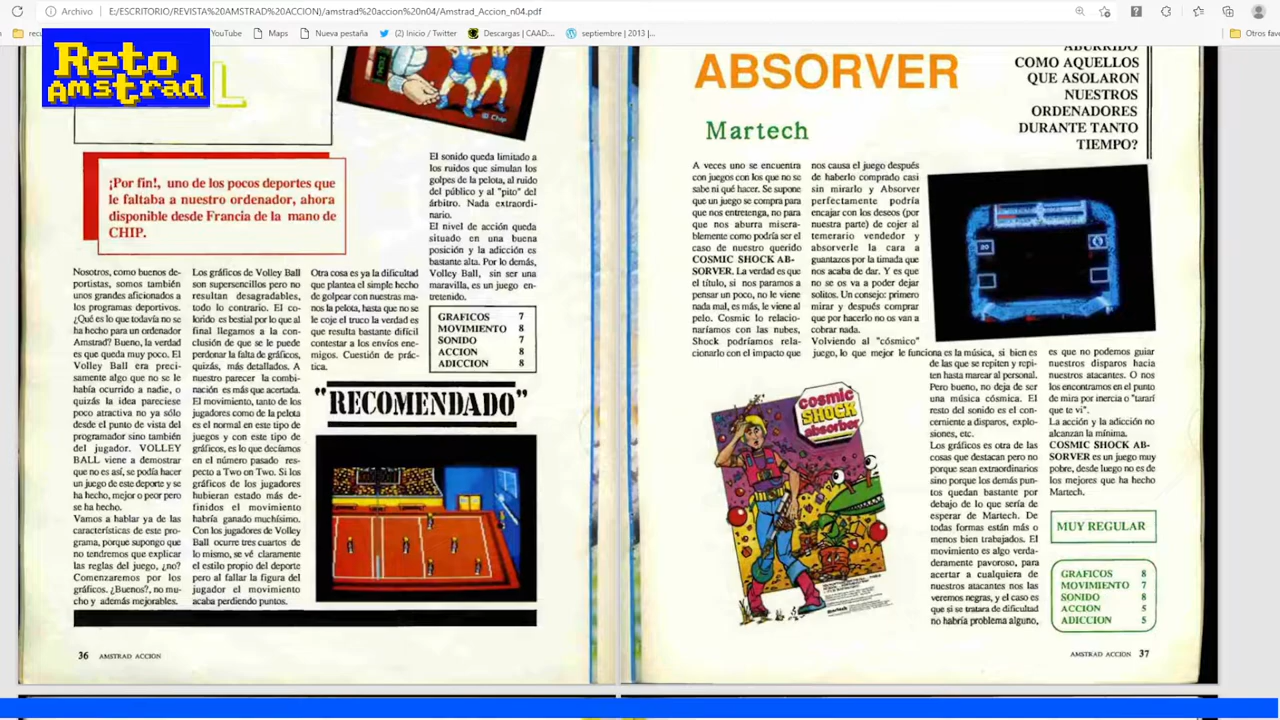 Archivo
E:/ESCRITORIO/REVISTA%20AMSTRAD%20ACCION)/amstrad%20accion%20n04/Amstrad_Accion_n04.pdf
YouTube
Maps
Nueva pestaña
(2) Inicio / Twitter
Descargas (CAAD:...
septiembre | 2013 |...
Otros fav
Reto
Amstrad
L
¡Por fin!, uno de los pocos deportes que
le faltaba a nuestro ordenador, ahora
disponible desde Francia de la mano de
CHIP.
Nosotros, como buenos de-
portistas, somos también
unos grandes aficionados a
los programas deportivos.
¿Qué es lo que todavía no se
ha hecho para un ordenador
Amstrad? Bueno, la verdad
es que queda muy poco. El
Volley Ball era preci-
samente algo que no se le
había ocurrido a nadie, o
quizás la idea pareciese
poco atractiva no ya sólo
desde el punto de vista del
programador sino también
del jugador. VOLLEY
BALL viene a demostrar
que no es así, se podía hacer
un juego de este deporte y se
ha hecho, mejor o peor pero
se ha hecho.
Vamos a hablar ya de las
características de este pro-
grama, porque supongo que
no tendremos que explicar
las reglas del juego, ¿no?
Comenzaremos por los
gráficos. ¿Buenos?, no mu-
cho y además mejorables.
Los gráficos de Volley Ball
son supersencillos pero no
resultan desagradables,
todo lo contrario. El co-
lorido es bestial por lo que al
final llegamos a la con-
clusión de que se le puede
perdonar la falta de gráficos,
quizás, más detallados. A
nuestro parecer la combi-
nación es más que acertada.
El movimiento, tanto de los
jugadores como de la pelota
es el normal en este tipo de
juegos y con este tipo de
gráficos, es lo que decíamos
en el número pasado res-
pecto a Two on Two. Si los
gráficos de los jugadores
hubieran estado más de-
finidos el movimiento
habría ganado muchísimo.
Con los jugadores de Volley
Ball ocurre tres cuartos de
lo mismo, se vé claramente
el estilo propio del deporte
pero al fallar la figura del
jugador el movimiento
acaba perdiendo puntos.
Otra cosa es ya la dificultad
que plantea el simple hecho
de golpear con nuestras ma-
nos la pelota, hasta que no se
le coje el truco la verdad es
que resulta bastante difícil
contestar a los envíos ene-
migos. Cuestión de prác-
tica.
El sonido queda limitado a
los ruidos que simulan los
golpes de la pelota, al ruido
del público y al "pito" del
árbitro. Nada extraordi-
nario.
El nivel de acción queda
situado en una buena
posición y la adicción es
bastante alta. Por lo demás,
Volley Ball, sin ser una
maravilla, es un juego en-
tretenido.
GRAFICOS 7
MOVIMIENTO 8
SONIDO 7
ACCION 8
ADICCION 8
"RECOMENDADO"
Chip
36 AMSTRAD ACCION
ABSORVER
Martech
ABURRIDO
COMO AQUELLOS
QUE ASOLARON
NUESTROS
ORDENADORES
DURANTE TANTO
TIEMPO?
A veces uno se encuentra
con juegos con los que no se
sabe ni qué hacer. Se supone
que un juego se compra para
que nos entretenga, no para
que nos aburra misera-
blemente como podría ser el
caso de nuestro querido
COSMIC SHOCK AB-
SORVER. La verdad es que
el título, si nos paramos a
pensar un poco, no le viene
nada mal, es más, le viene al
pelo. Cosmic lo relacio-
naríamos con las nubes,
Shock podríamos rela-
cionarlo con el impacto que
nos causa el juego después
de haberlo comprado casi
sin mirarlo y Absorver
perfectamente podría
encajar con los deseos (por
nuestra parte) de cojer al
temerario vendedor y
absorverle la cara a
guantazos por la timada que
nos acaba de dar. Y es que
no se os va a poder dejar
solitos. Un consejo: primero
mirar y después comprar
que por hacerlo no os van a
cobrar nada.
Volviendo al "cósmico"
juego, lo que mejor le funciona es la música, si bien es
de las que se repiten y repi-
ten hasta marear al personal.
Pero bueno, no deja de ser
una música cósmica. El
resto del sonido es el con-
cerniente a disparos, explo-
siones, etc.
Los gráficos es otra de las
cosas que destacan pero no
porque sean extraordinarios
sino porque los demás pun-
tos quedan bastante por
debajo de lo que sería de
esperar de Martech. De
todas formas están más o
menos bien trabajados. El
movimiento es algo verda-
deramente pavoroso, para
acertar a cualquiera de
nuestros atacantes nos las
veremos negras, y el caso es
que si se tratara de dificultad
no habría problema alguno,
es que no podemos guiar
nuestros disparos hacia
nuestros atacantes. O nos
los encontramos en el punto
de mira por inercia o "tararí
que te ví".
La acción y la adicción no
alcanzan la mínima.
COSMIC SHOCK AB-
SORVER es un juego muy
pobre, desde luego no es de
los mejores que ha hecho
Martech.
MUY REGULAR
GRAFICOS 8
MOVIMIENTO 7
SONIDO 8
ACCION 5
ADICCION 5
cosmic
SHOCK
absorber
20
AMSTRAD ACCION 37